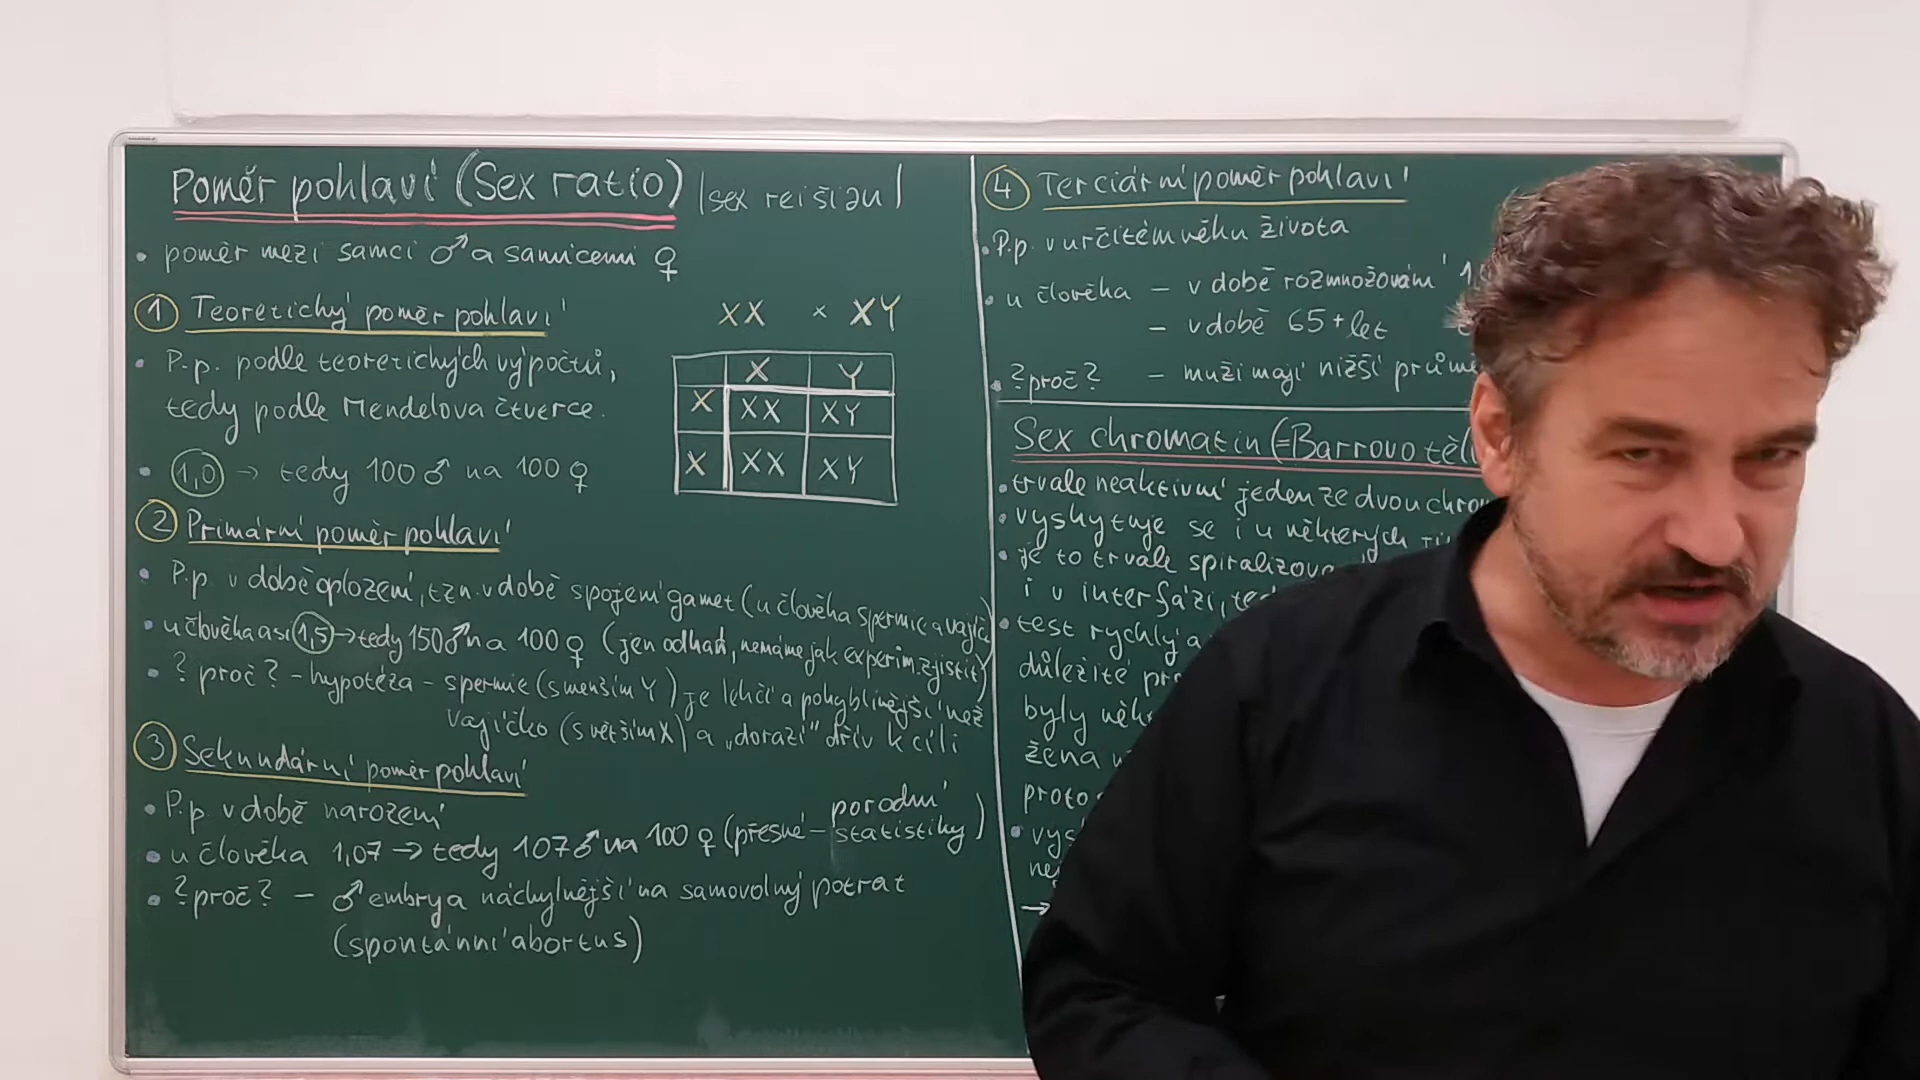 Poměr pohlaví (Sex ratio) |sex reišiəu|
• poměr mezi samci ♂ a samicemi ♀
1 Teoretický poměr pohlaví
XX × XY
• P.p. podle teoretických výpočtů,
tedy podle Mendelova čtverce.
X Y
X XX XY
X XX XY
• 1,0 → tedy 100 ♂ na 100 ♀
2 Primární poměr pohlaví
• P.p. v době oplození, tzn. v době spojení gamet (u člověka spermie a
• u člověka asi 1,5 → tedy 150 ♂ na 100 ♀ (jen odhad, nemáme jak experim. zjistit)
• ? proč? – hypotéza – spermie (s menším Y) je lehčí a pohyblivější než
vajíčko (s větším X) a „dorazí" dřív k cíli
3 Sekundární poměr pohlaví
• P.p. v době narození
• u člověka 1,07 → tedy 107 ♂ na 100 ♀ (přesné – porodní statistiky)
• ? proč? – ♂ embrya náchylnější na samovolný potrat
(spontánní abortus)
4 Terciární poměr pohlaví
• P.p. v určitém věku života
• u člověka – v době rozmnožování
– v době 65+ let
• ? proč? – muži mají nižší
Sex chromatin (=Barrovo
• trvale neaktivní jeden ze dvou
• vyskytuje se i u některých
• je to trvale
i v interfázi,
• test rychlý a
důležité
byly
žena
proto
•
→